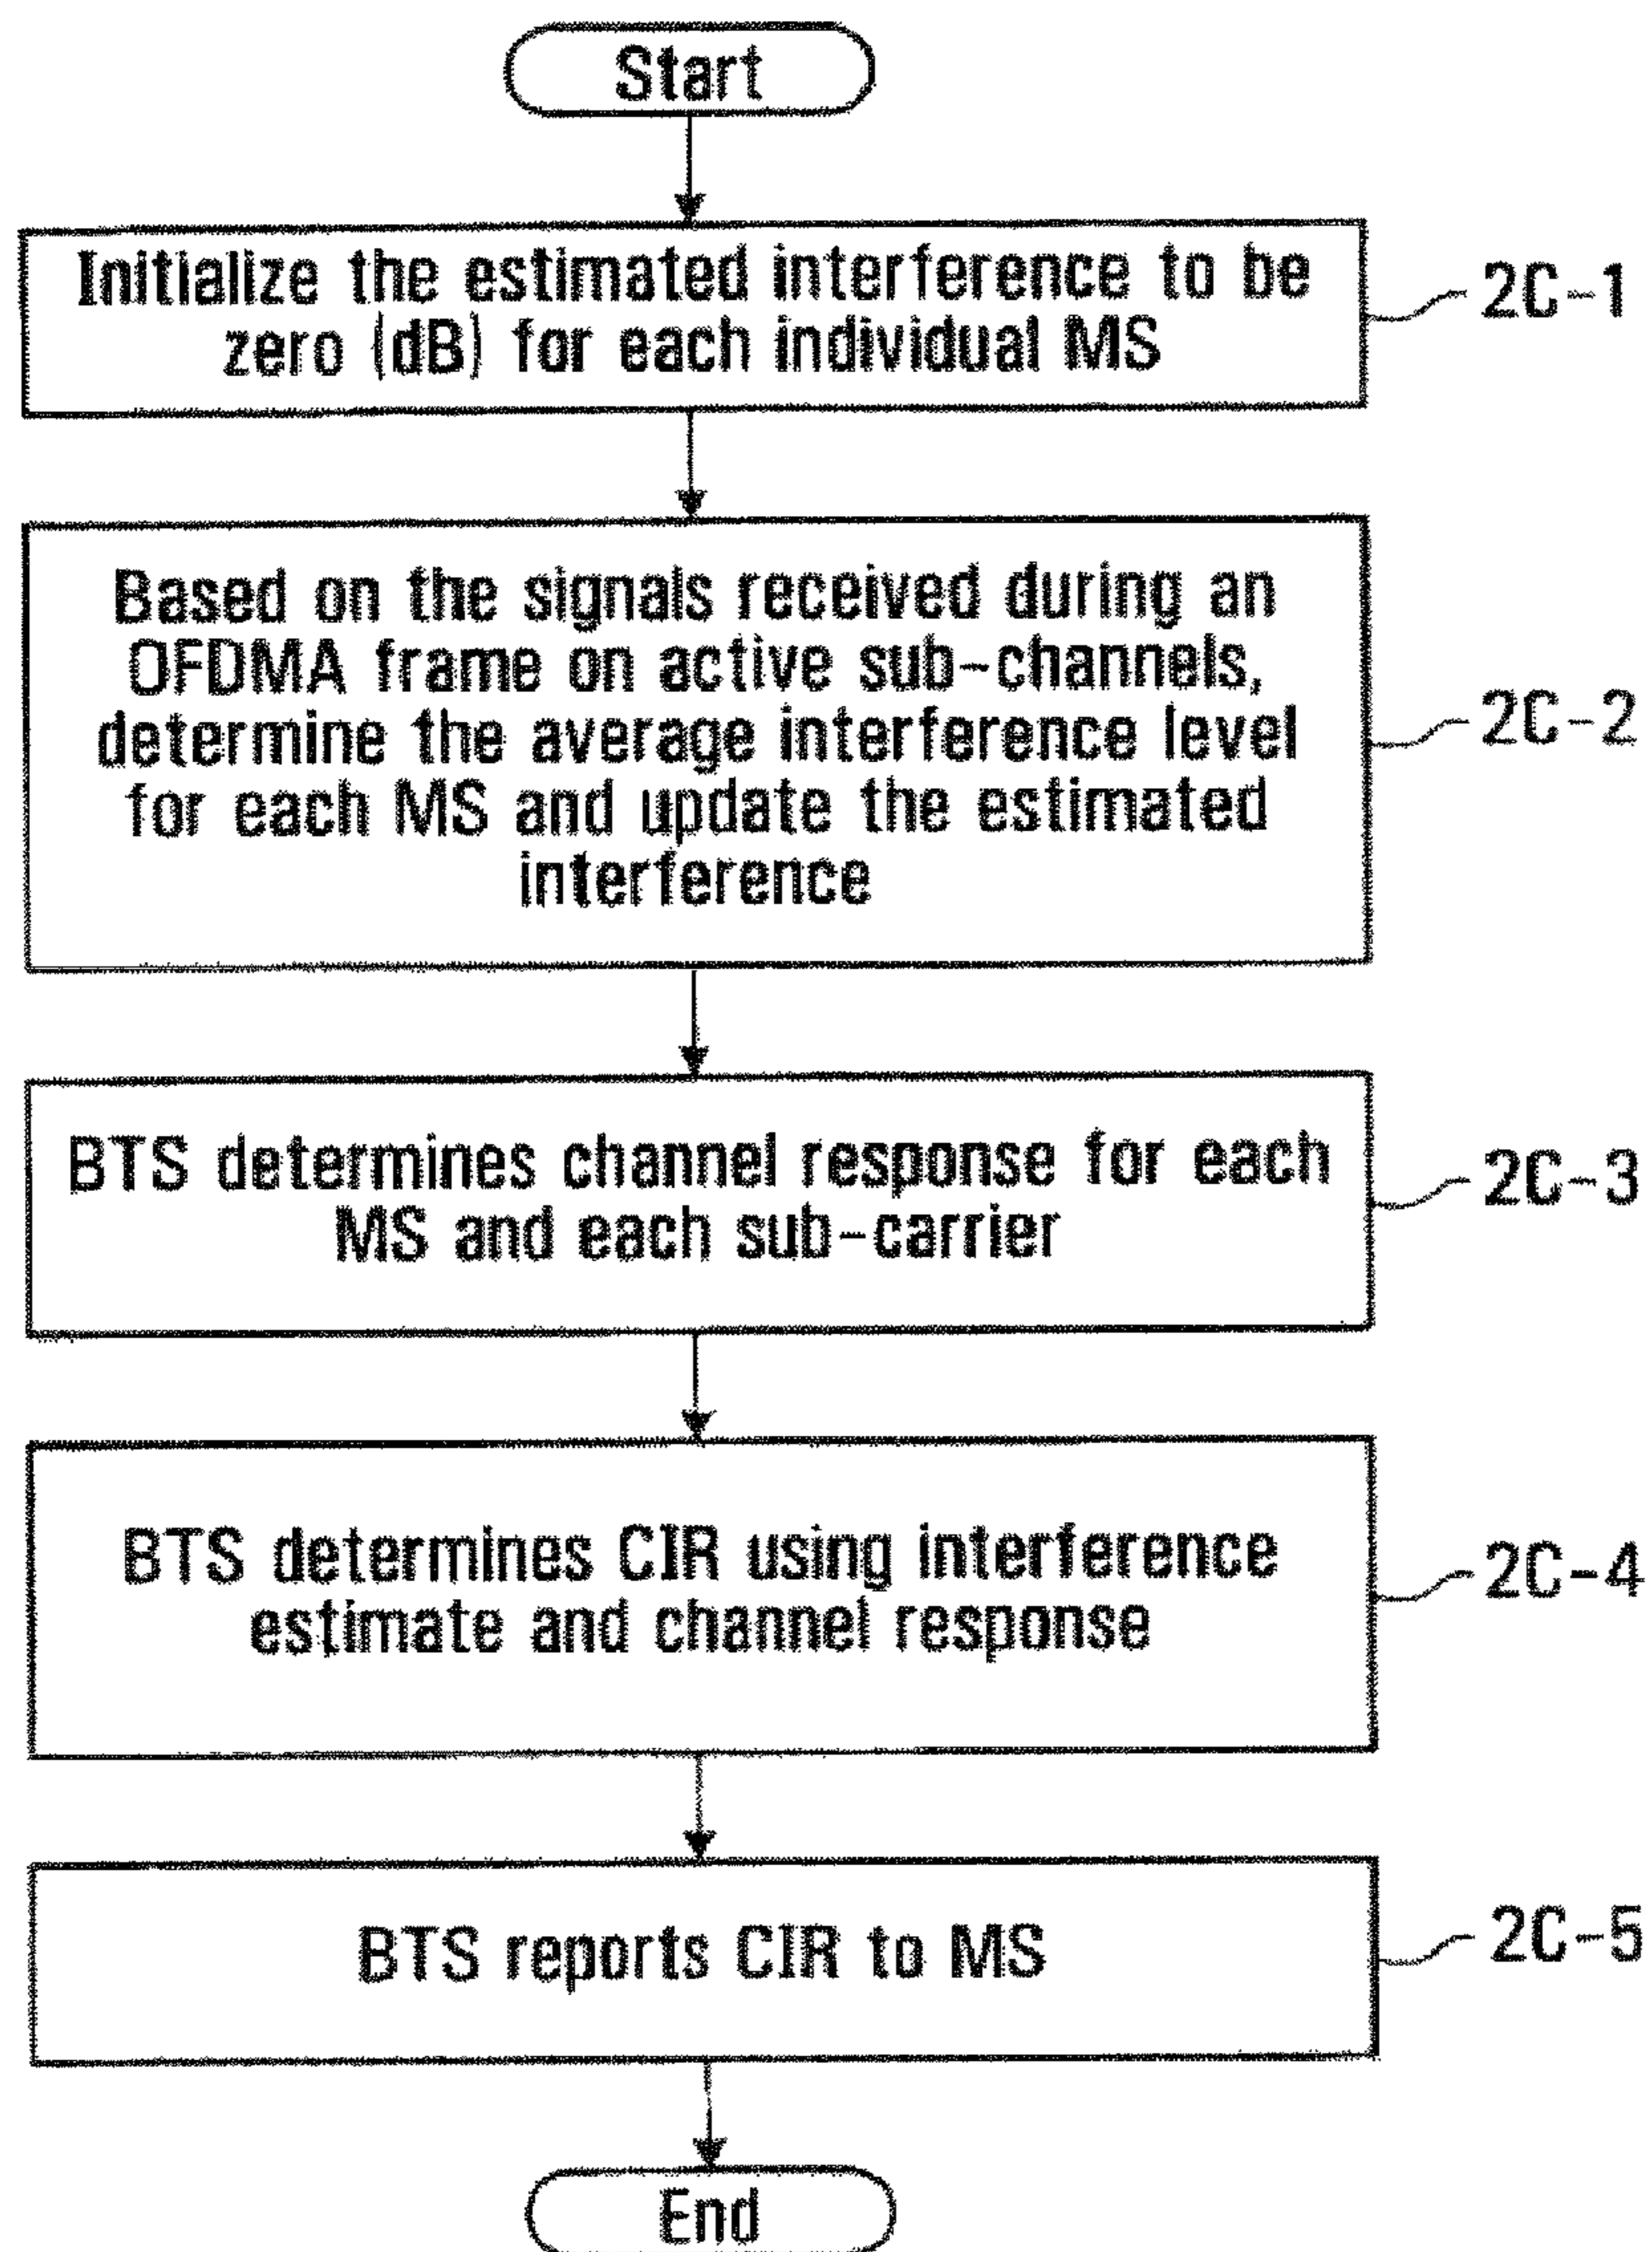 Start
Initialize the estimated interference to be
zero (dB) for each individual MS
2C-1
Based on the signals received during an
OFDMA frame on active sub-channels,
determine the average interference level
for each MS and update the estimated
interference
2C-2
BTS determines channel response for each
MS and each sub-carrier
2C-3
BTS determines CIR using interference
estimate and channel response
2C-4
BTS reports CIR to MS
2C-5
End